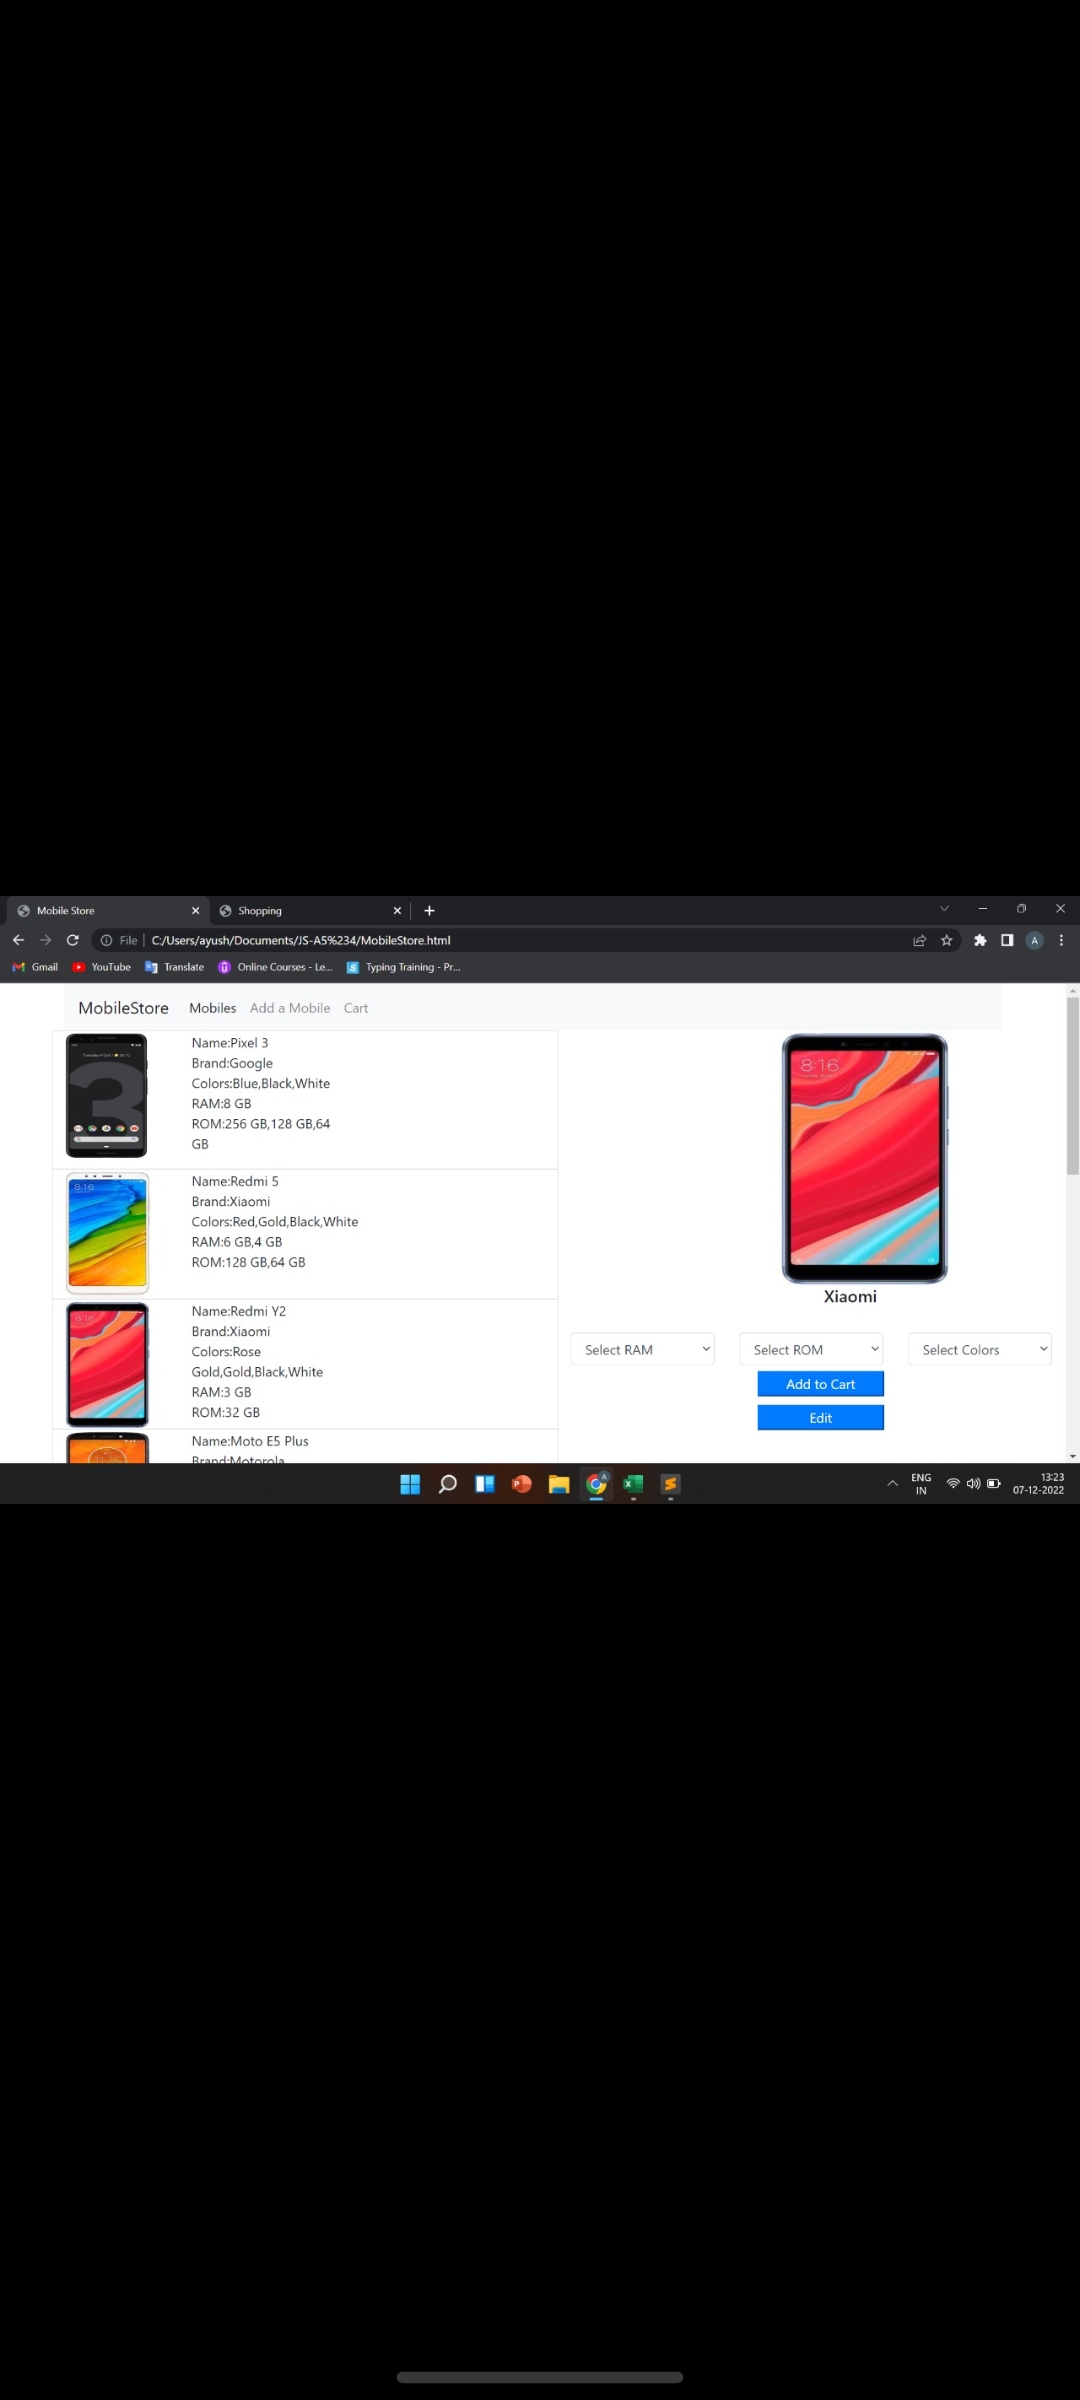 Mobile Store
Shopping
File
C:/Users/ayush/Documents/JS-A5%234/MobileStore.html
A
Gmail
YouTube
Translate
Online Courses - Le...
Typing Training - Pr...
MobileStore
Mobiles
Add a Mobile
Cart
Name:Pixel 3
Brand:Google
Colors:Blue,Black,White
RAM:8 GB
ROM:256 GB,128 GB,64
GB
8:16
Name:Redmi 5
Brand:Xiaomi
Colors:Red,Gold,Black,White
RAM:6 GB,4 GB
ROM:128 GB,64 GB
8:16
Name:Redmi Y2
Brand:Xiaomi
Colors:Rose
Gold,Gold,Black,White
RAM:3 GB
ROM:32 GB
Name:Moto E5 Plus
Brand:Motorola
8:16
Xiaomi
Select RAM
Select ROM
Select Colors
Add to Cart
Edit
ENG
IN
13:23
07-12-2022